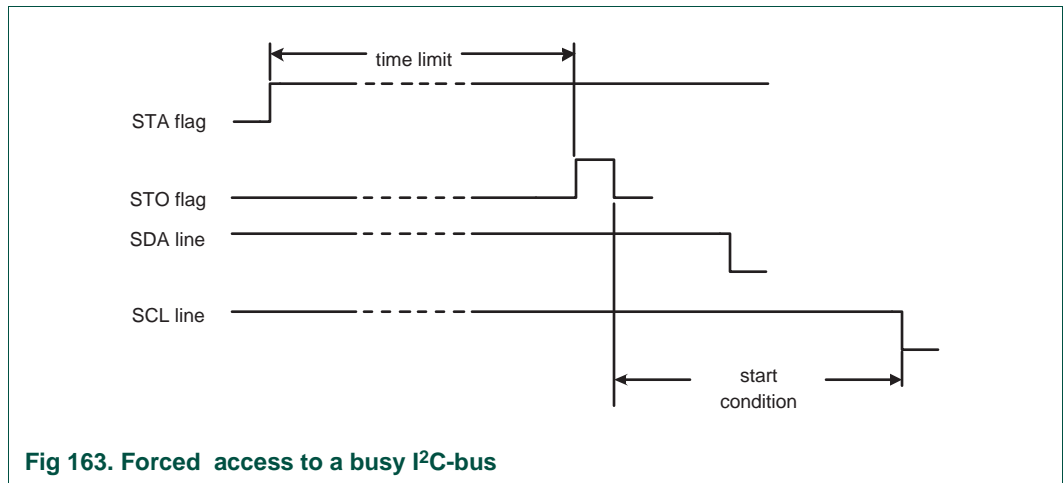 time limit
STA flag
STO flag
SDA line
SCL line
start
condition
Fig 163. Forced access to a busy I²C-bus